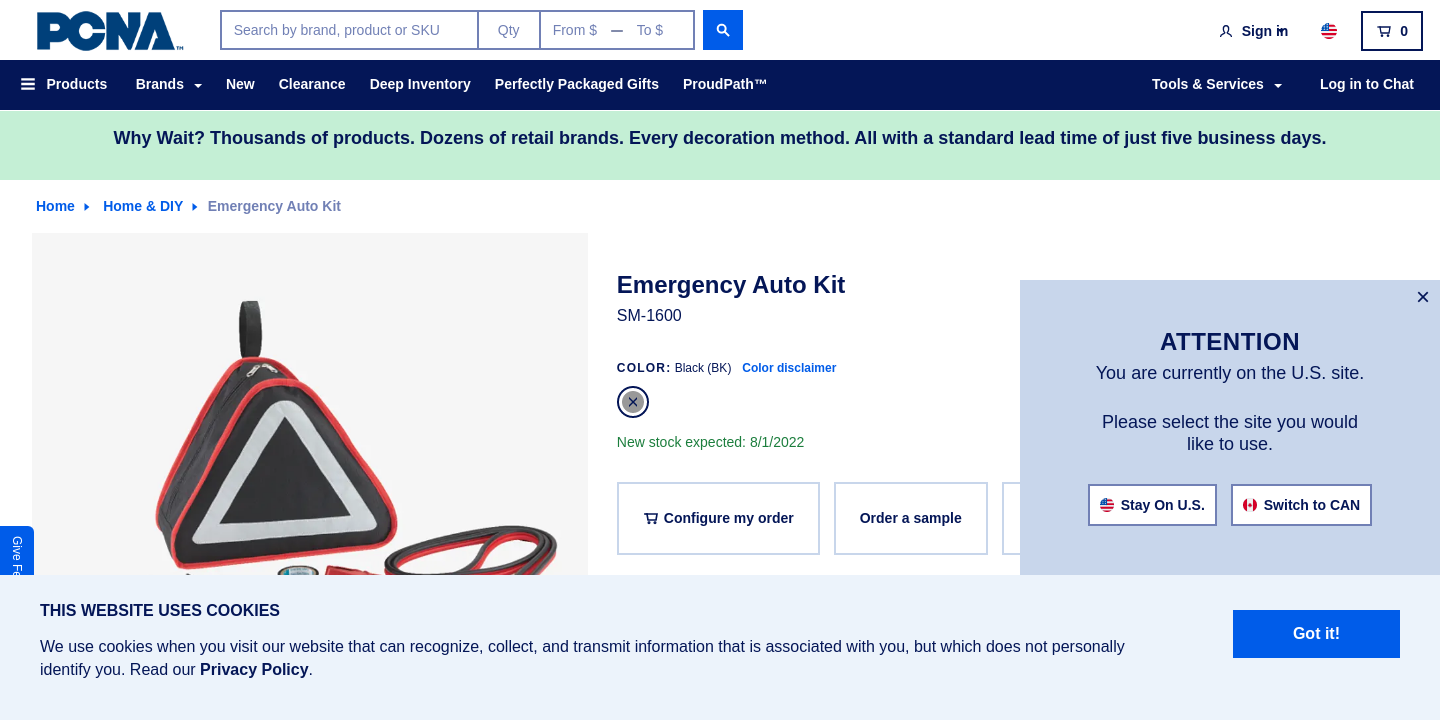 PCNA™
Search by brand, product or SKU
Qty
From $ — To $
Sign in
0
Products
Brands
New
Clearance
Deep Inventory
Perfectly Packaged Gifts
ProudPath™
Tools & Services
Log in to Chat
Why Wait? Thousands of products. Dozens of retail brands. Every decoration method. All with a standard lead time of just five business days.
Home
Home & DIY
Emergency Auto Kit
Emergency Auto Kit
SM-1600
COLOR: Black (BK) Color disclaimer
New stock expected: 8/1/2022
Configure my order
Order a sample
×
ATTENTION
You are currently on the U.S. site.
Please select the site you would
like to use.
Stay On U.S.
Switch to CAN
Give Fe
THIS WEBSITE USES COOKIES
We use cookies when you visit our website that can recognize, collect, and transmit information that is associated with you, but which does not personally
identify you. Read our Privacy Policy.
Got it!